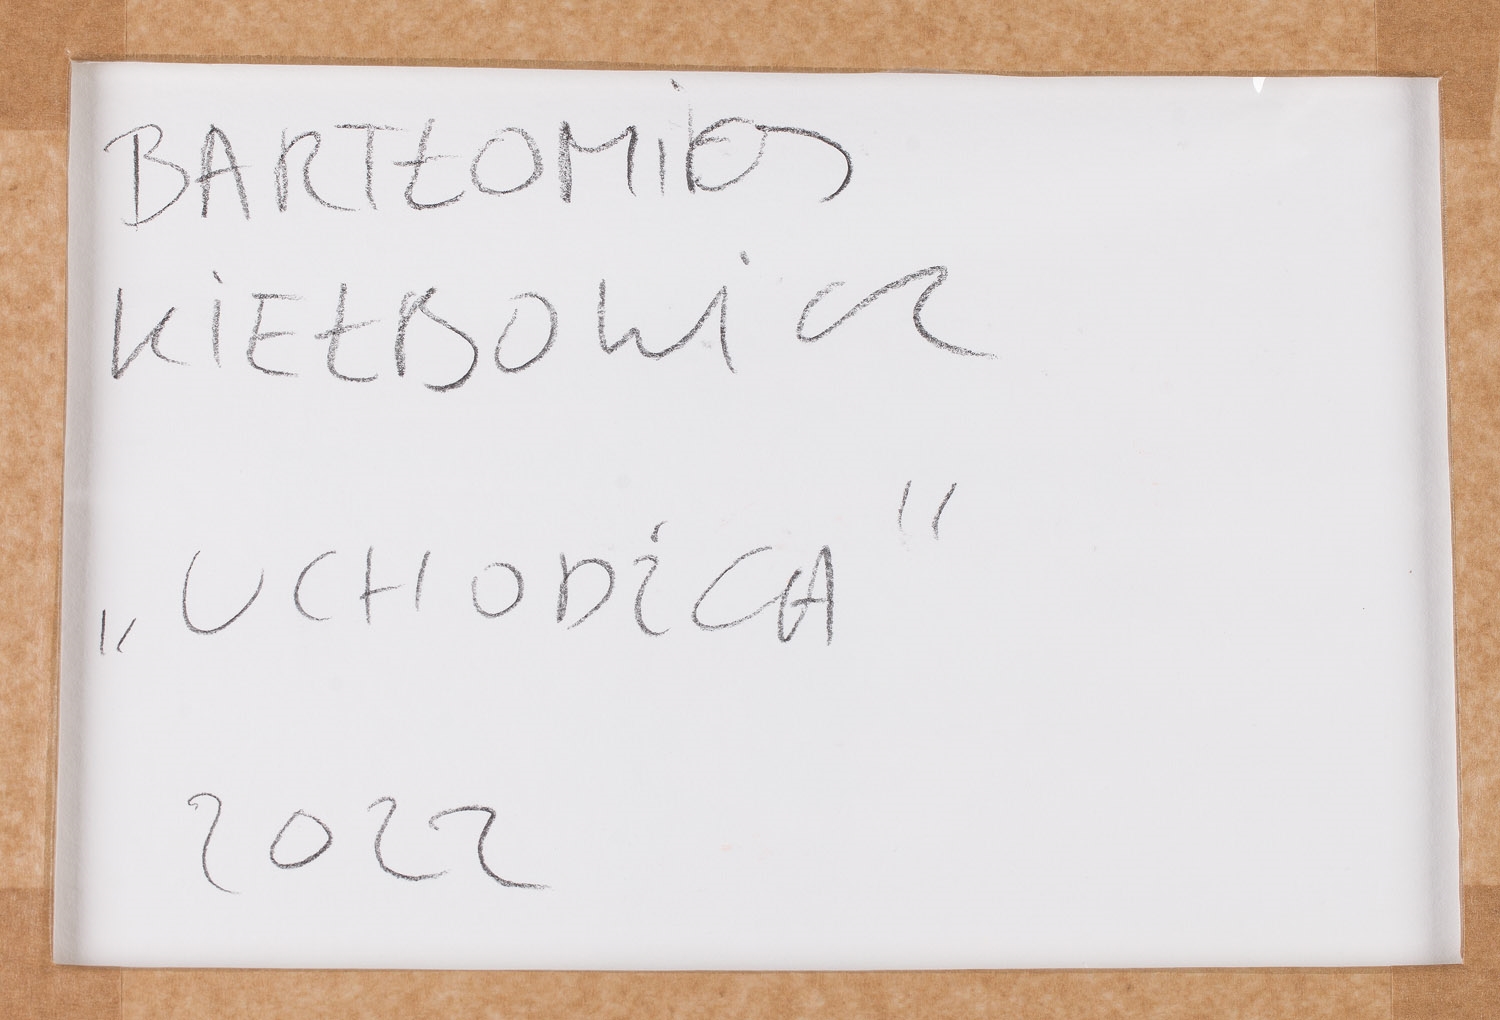 BARTŁOMIEJ
KIEŁBOWICZ
„UCHODŹCA"
2022